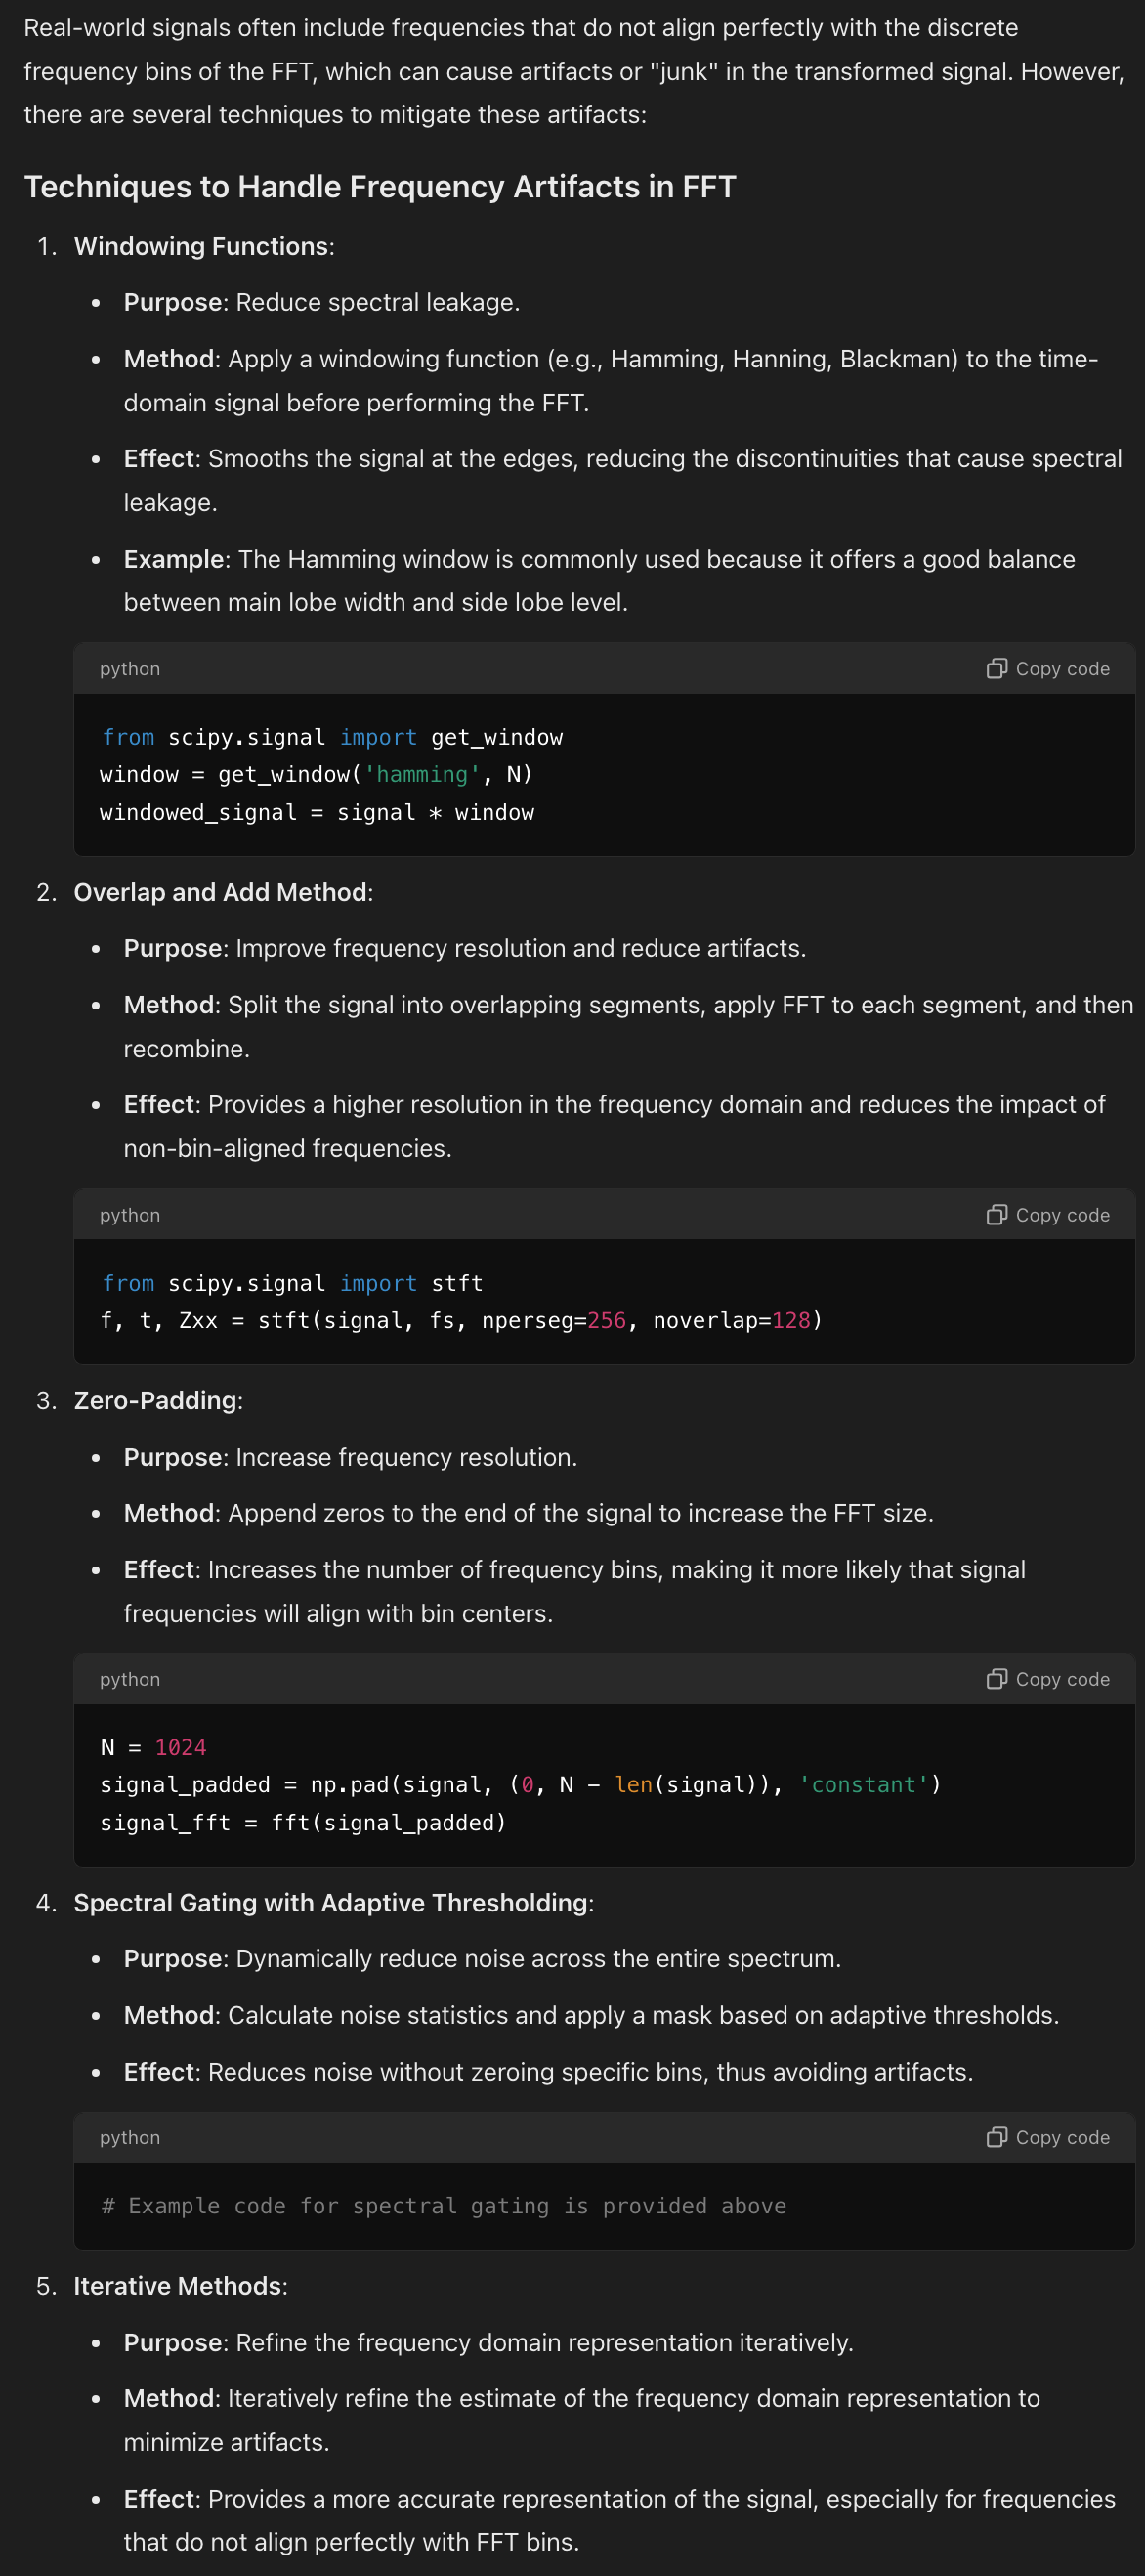 Real-world signals often include frequencies that do not align perfectly with the discrete
frequency bins of the FFT, which can cause artifacts or "junk" in the transformed signal. However,
there are several techniques to mitigate these artifacts:
Techniques to Handle Frequency Artifacts in FFT
1. Windowing Functions:
• Purpose: Reduce spectral leakage.
• Method: Apply a windowing function (e.g., Hamming, Hanning, Blackman) to the time-
domain signal before performing the FFT.
• Effect: Smooths the signal at the edges, reducing the discontinuities that cause spectral
leakage.
• Example: The Hamming window is commonly used because it offers a good balance
between main lobe width and side lobe level.
python Copy code
from scipy.signal import get_window
window = get_window('hamming', N)
windowed_signal = signal * window
2. Overlap and Add Method:
• Purpose: Improve frequency resolution and reduce artifacts.
• Method: Split the signal into overlapping segments, apply FFT to each segment, and then
recombine.
• Effect: Provides a higher resolution in the frequency domain and reduces the impact of
non-bin-aligned frequencies.
python Copy code
from scipy.signal import stft
f, t, Zxx = stft(signal, fs, nperseg=256, noverlap=128)
3. Zero-Padding:
• Purpose: Increase frequency resolution.
• Method: Append zeros to the end of the signal to increase the FFT size.
• Effect: Increases the number of frequency bins, making it more likely that signal
frequencies will align with bin centers.
python Copy code
N = 1024
signal_padded = np.pad(signal, (0, N - len(signal)), 'constant')
signal_fft = fft(signal_padded)
4. Spectral Gating with Adaptive Thresholding:
• Purpose: Dynamically reduce noise across the entire spectrum.
• Method: Calculate noise statistics and apply a mask based on adaptive thresholds.
• Effect: Reduces noise without zeroing specific bins, thus avoiding artifacts.
python Copy code
# Example code for spectral gating is provided above
5. Iterative Methods:
• Purpose: Refine the frequency domain representation iteratively.
• Method: Iteratively refine the estimate of the frequency domain representation to
minimize artifacts.
• Effect: Provides a more accurate representation of the signal, especially for frequencies
that do not align perfectly with FFT bins.